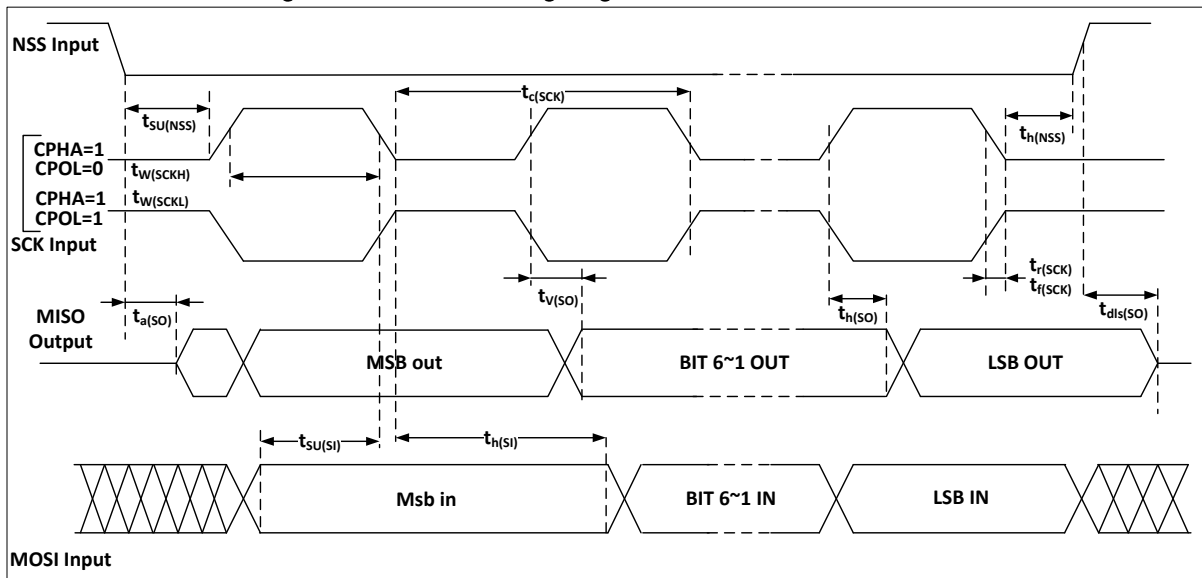 NSS Input
tSU(NSS)
tc(SCK)
th(NSS)
CPHA=1
CPOL=0
tW(SCKH)
CPHA=1
tW(SCKL)
CPOL=1
SCK Input
tr(SCK)
tf(SCK)
ta(SO)
tV(SO)
th(SO)
tdis(SO)
MISO
Output
MSB out
BIT 6~1 OUT
LSB OUT
tSU(SI)
th(SI)
Msb in
BIT 6~1 IN
LSB IN
MOSI Input